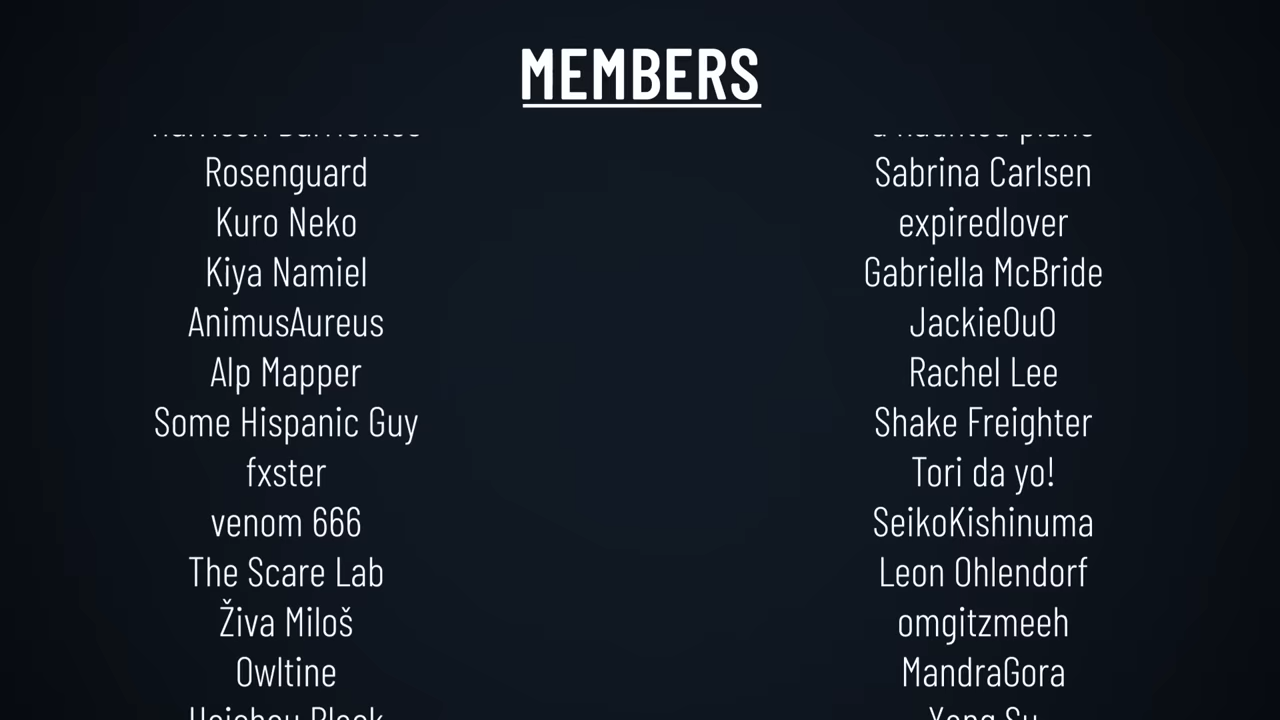 MEMBERS
Rosenguard
Kuro Neko
Kiya Namiel
AnimusAureus
Alp Mapper
Some Hispanic Guy
fxster
venom 666
The Scare Lab
Živa Miloš
Owltine
a haunted piano
Sabrina Carlsen
expiredlover
Gabriella McBride
JackieOuO
Rachel Lee
Shake Freighter
Tori da yo!
SeikoKishinuma
Leon Ohlendorf
omgitzmeeh
MandraGora